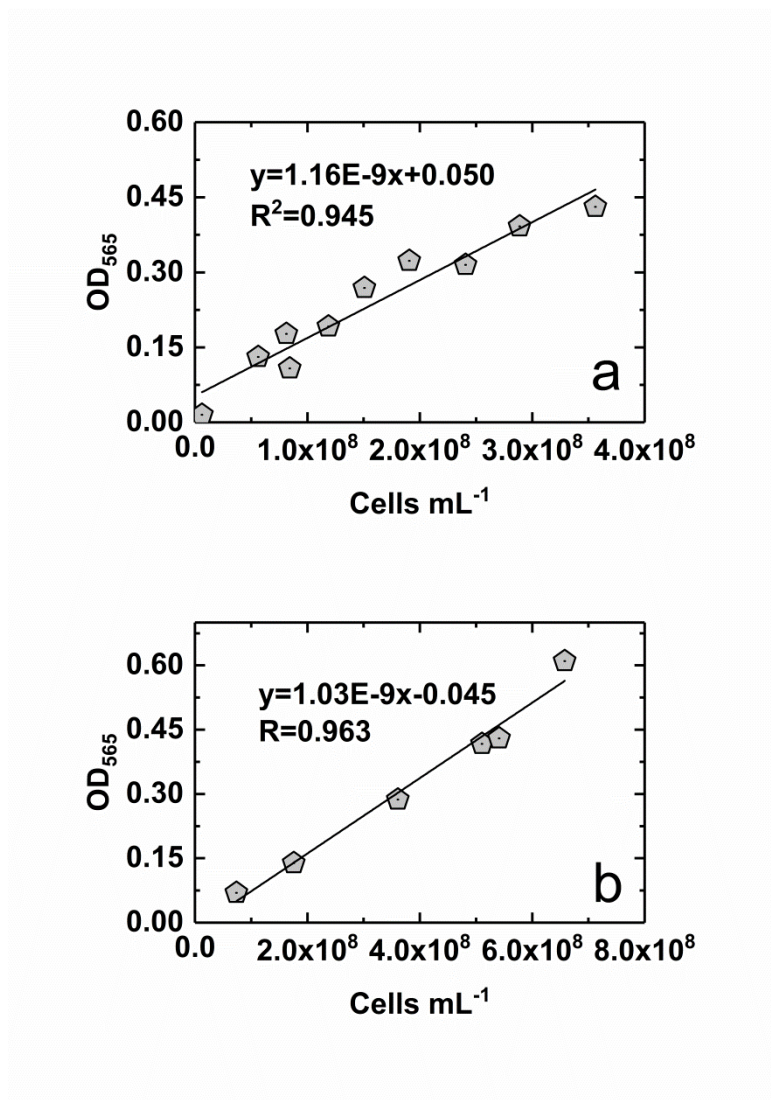 0.60
y=1.16E-9x+0.050
0.45
R²=0.945
OD₅₆₅
0.30
0.15
a
0.00
0.0 1.0x10⁸ 2.0x10⁸ 3.0x10⁸ 4.0x10⁸
Cells mL⁻¹
0.60
y=1.03E-9x-0.045
0.45
R=0.963
OD₅₆₅
0.30
0.15
b
0.00
0.0 2.0x10⁸ 4.0x10⁸ 6.0x10⁸ 8.0x10⁸
Cells mL⁻¹